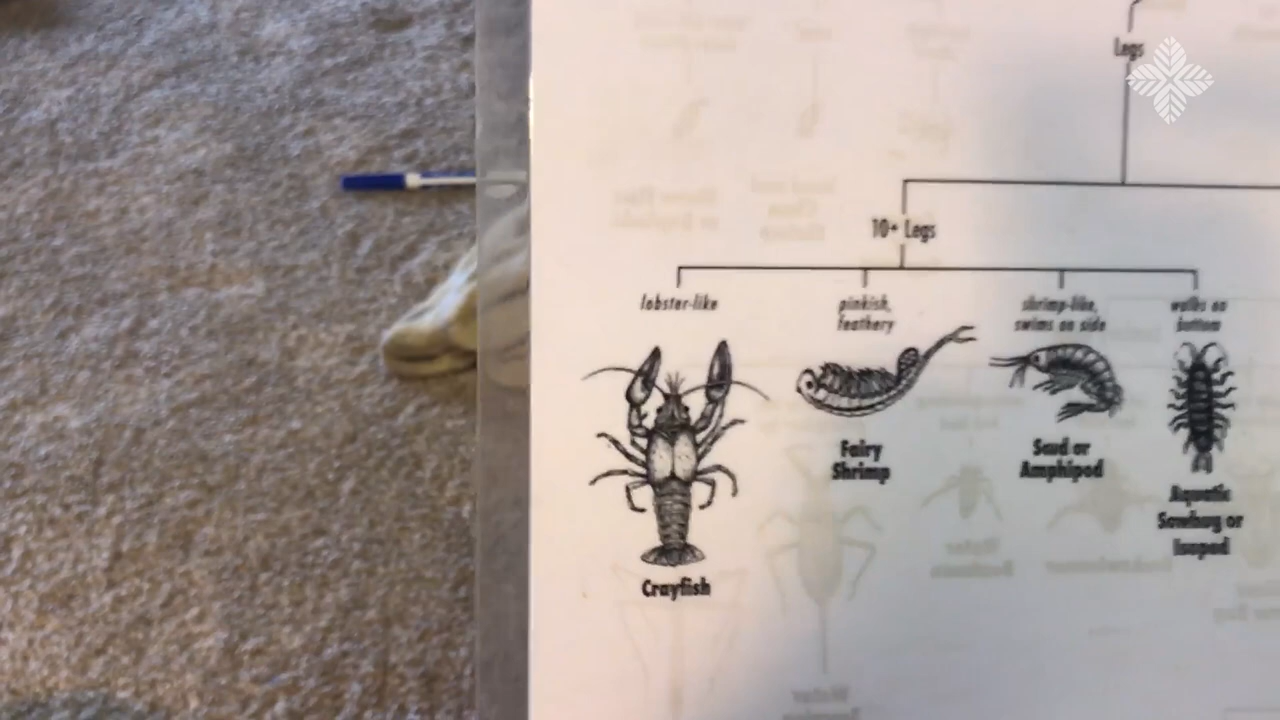 Legs
10+ Legs
lobster-like
pinkish,
feathery
shrimp-like,
swims on side
walks on
bottom
Crayfish
Fairy
Shrimp
Scud or
Amphipod
Aquatic
Sowbug or
Isopod